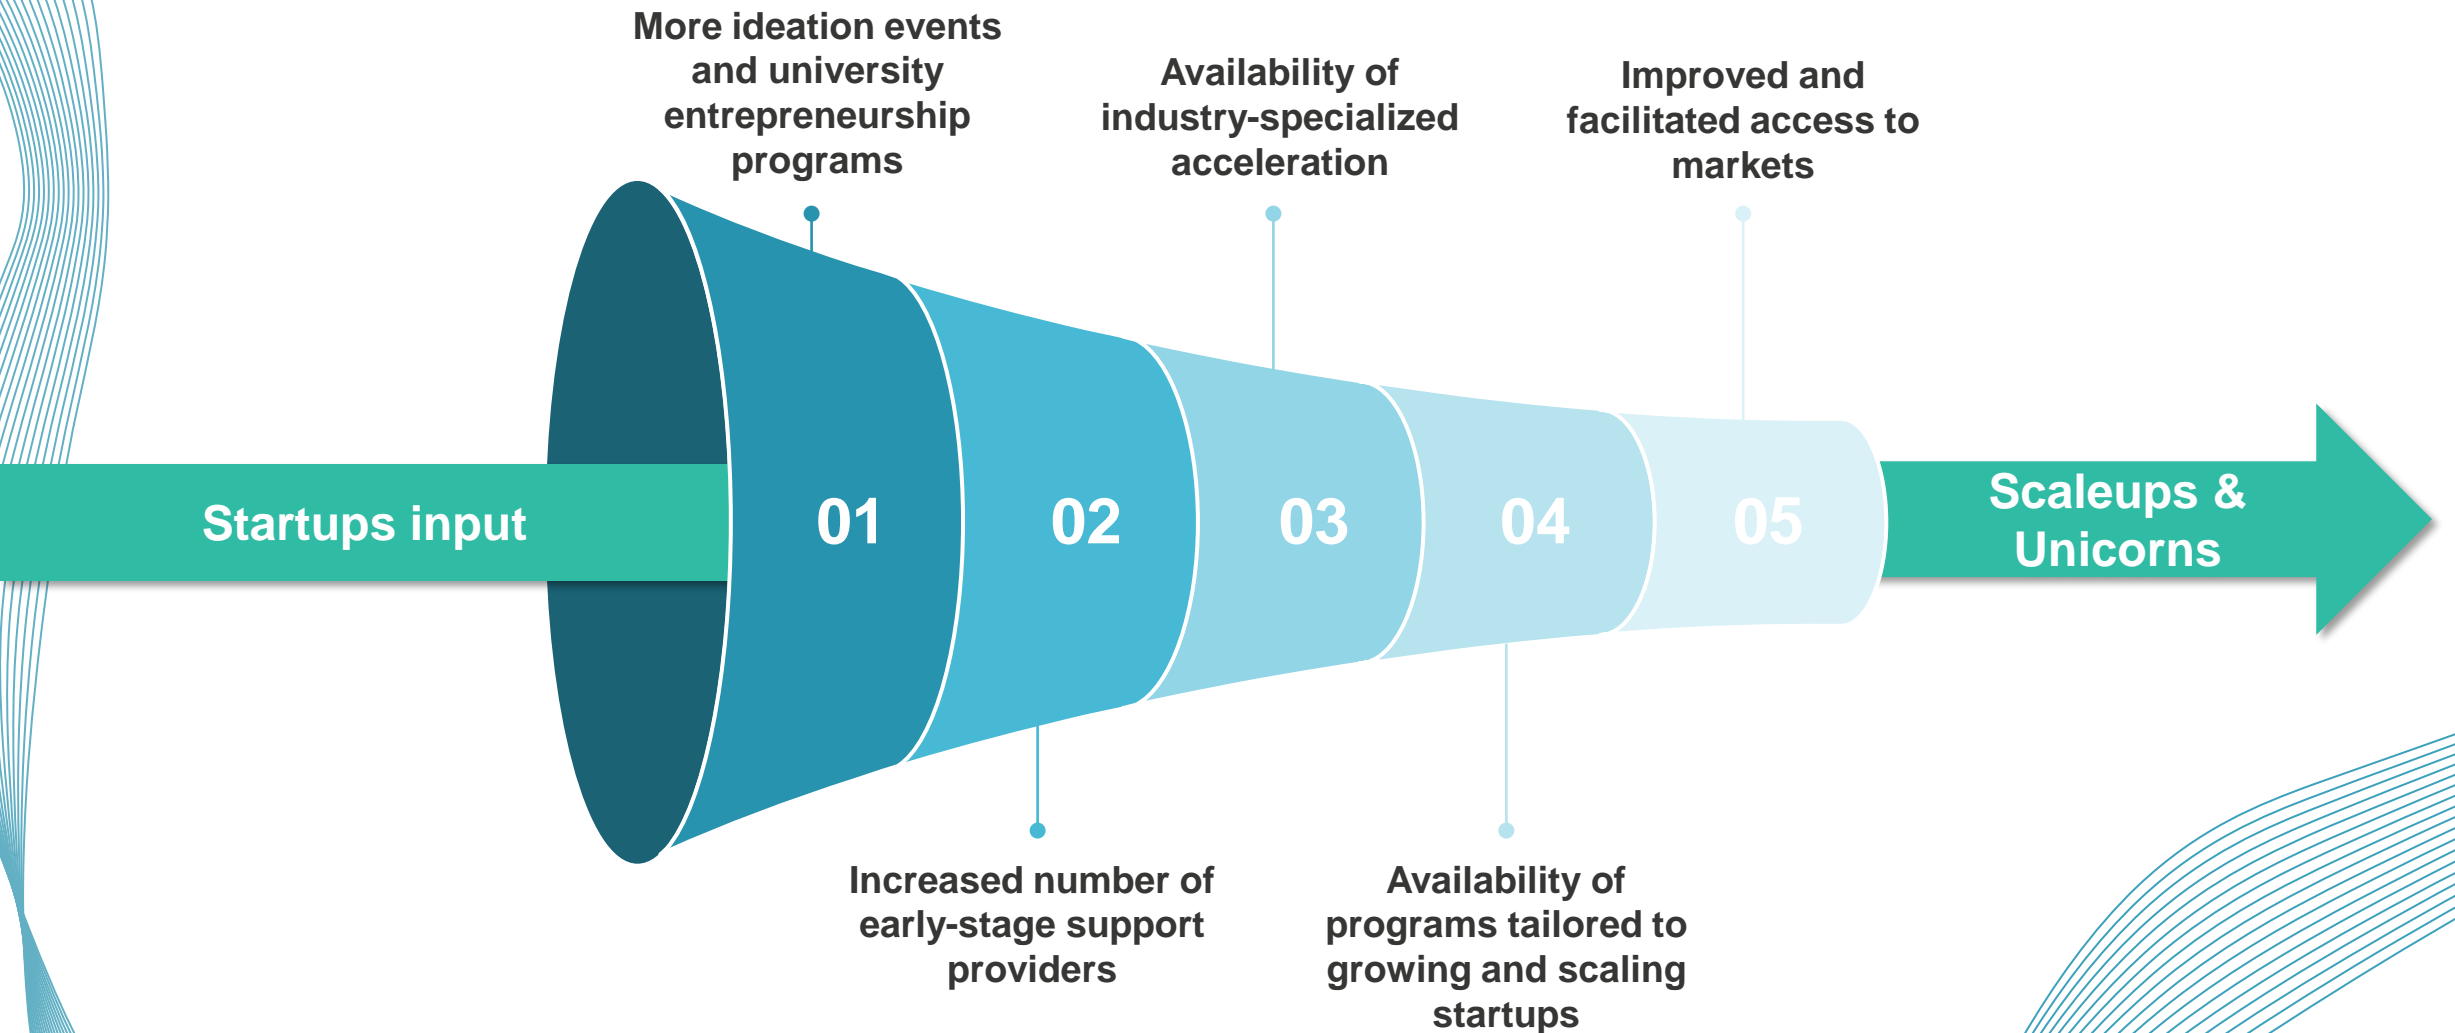 More ideation events
and university
entrepreneurship
programs
Availability of
industry-specialized
acceleration
Improved and
facilitated access to
markets
Startups input
01
02
03
04
05
Scaleups &
Unicorns
Increased number of
early-stage support
providers
Availability of
programs tailored to
growing and scaling
startups